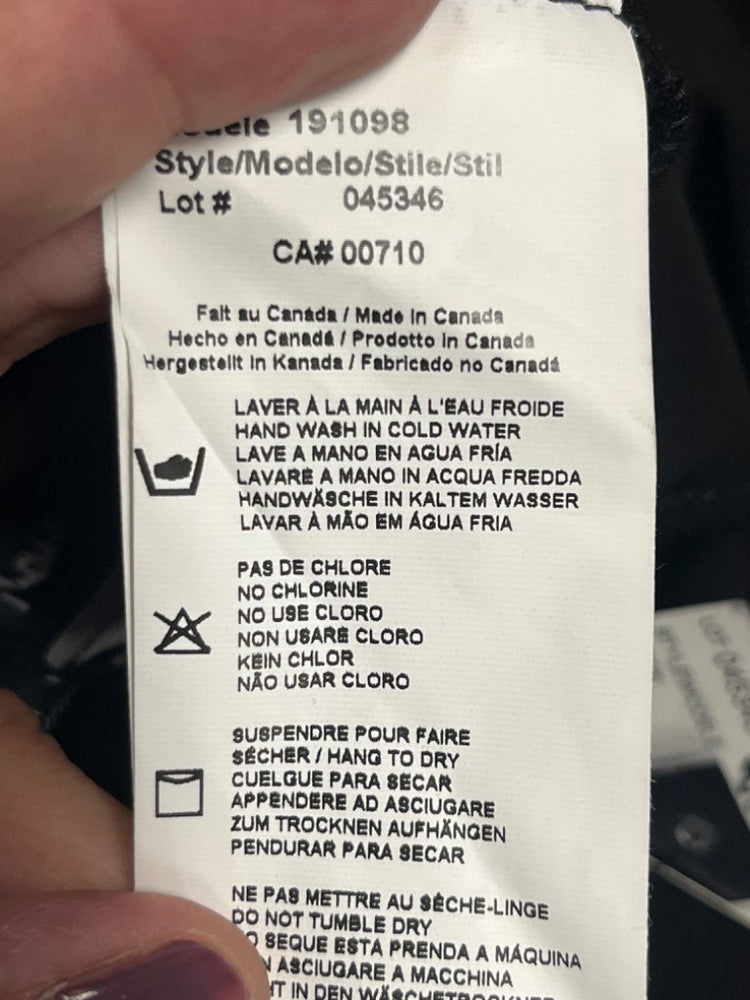 191098
Style/Modelo/Stile/Stil
Lot # 045346
CA# 00710
Fait au Canada / Made in Canada
Hecho en Canadá / Prodotto in Canada
Hergestellt in Kanada / Fabricado no Canadá
LAVER À LA MAIN À L'EAU FROIDE
HAND WASH IN COLD WATER
LAVE A MANO EN AGUA FRÍA
LAVARE A MANO IN ACQUA FREDDA
HANDWÄSCHE IN KALTEM WASSER
LAVAR À MÃO EM ÁGUA FRIA
PAS DE CHLORE
NO CHLORINE
NO USE CLORO
NON USARE CLORO
KEIN CHLOR
NÃO USAR CLORO
SUSPENDRE POUR FAIRE
SÉCHER / HANG TO DRY
CUELGUE PARA SECAR
APPENDERE AD ASCIUGARE
ZUM TROCKNEN AUFHÄNGEN
PENDURAR PARA SECAR
NE PAS METTRE AU SÈCHE-LINGE
DO NOT TUMBLE DRY
SEQUE ESTA PRENDA A MÁQUINA
ASCIUGARE A MACCHINA
IN DEN WÄSCHETROCKNER